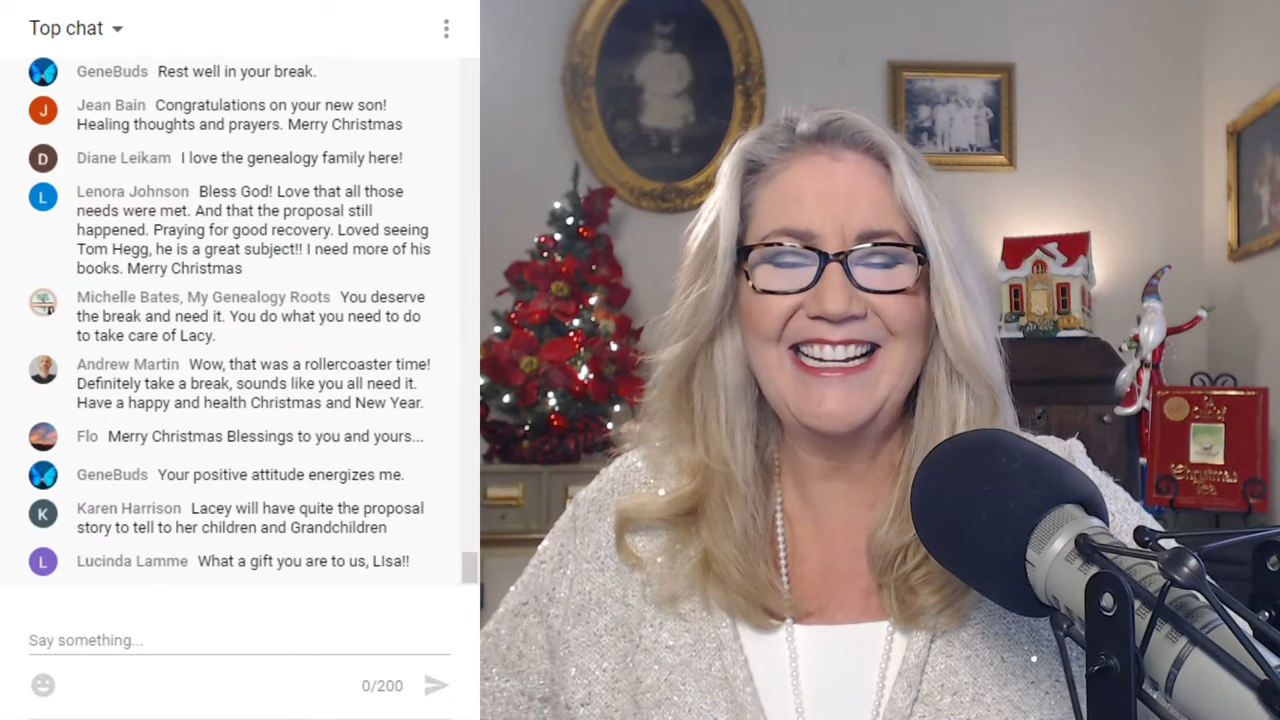 Top chat
GeneBuds Rest well in your break.
Jean Bain Congratulations on your new son!
Healing thoughts and prayers. Merry Christmas
Diane Leikam I love the genealogy family here!
Lenora Johnson Bless God! Love that all those
needs were met. And that the proposal still
happened. Praying for good recovery. Loved seeing
Tom Hegg, he is a great subject!! I need more of his
books. Merry Christmas
Michelle Bates, My Genealogy Roots You deserve
the break and need it. You do what you need to do
to take care of Lacy.
Andrew Martin Wow, that was a rollercoaster time!
Definitely take a break, sounds like you all need it.
Have a happy and health Christmas and New Year.
Flo Merry Christmas Blessings to you and yours...
GeneBuds Your positive attitude energizes me.
Karen Harrison Lacey will have quite the proposal
story to tell to her children and Grandchildren
Lucinda Lamme What a gift you are to us, LIsa!!
Say something...
0/200
J
D
L
K
L
A
Cup of
Christmas
Tea